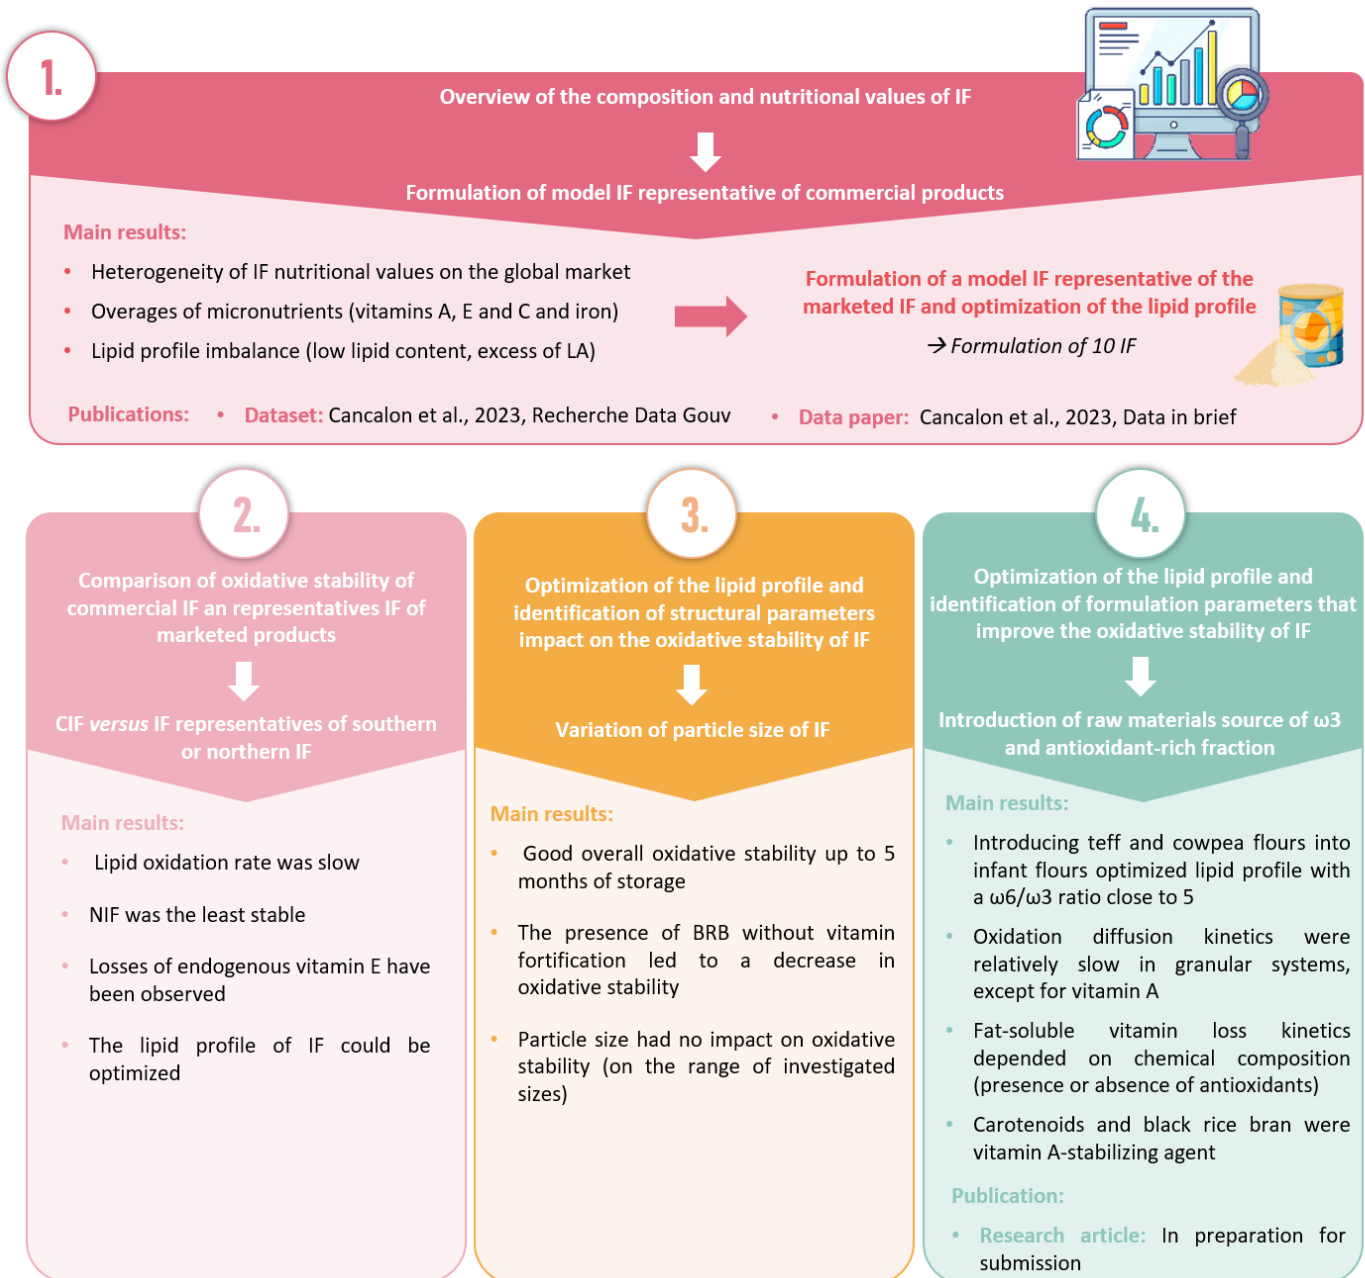 1.
Overview of the composition and nutritional values of IF
Formulation of model IF representative of commercial products
Main results:
• Heterogeneity of IF nutritional values on the global market
• Overages of micronutrients (vitamins A, E and C and iron)
• Lipid profile imbalance (low lipid content, excess of LA)
Formulation of a model IF representative of the
marketed IF and optimization of the lipid profile
→ Formulation of 10 IF
Publications: • Dataset: Cancalon et al., 2023, Recherche Data Gouv • Data paper: Cancalon et al., 2023, Data in brief
2.
Comparison of oxidative stability of
commercial IF an representatives IF of
marketed products
CIF versus IF representatives of southern
or northern IF
Main results:
• Lipid oxidation rate was slow
• NIF was the least stable
• Losses of endogenous vitamin E have
been observed
• The lipid profile of IF could be
optimized
3.
Optimization of the lipid profile and
identification of structural parameters
impact on the oxidative stability of IF
Variation of particle size of IF
Main results:
• Good overall oxidative stability up to 5
months of storage
• The presence of BRB without vitamin
fortification led to a decrease in
oxidative stability
• Particle size had no impact on oxidative
stability (on the range of investigated
sizes)
4.
Optimization of the lipid profile and
identification of formulation parameters that
improve the oxidative stability of IF
Introduction of raw materials source of ω3
and antioxidant-rich fraction
Main results:
• Introducing teff and cowpea flours into
infant flours optimized lipid profile with
a ω6/ω3 ratio close to 5
• Oxidation diffusion kinetics were
relatively slow in granular systems,
except for vitamin A
• Fat-soluble vitamin loss kinetics
depended on chemical composition
(presence or absence of antioxidants)
• Carotenoids and black rice bran were
vitamin A-stabilizing agent
Publication:
• Research article: In preparation for
submission